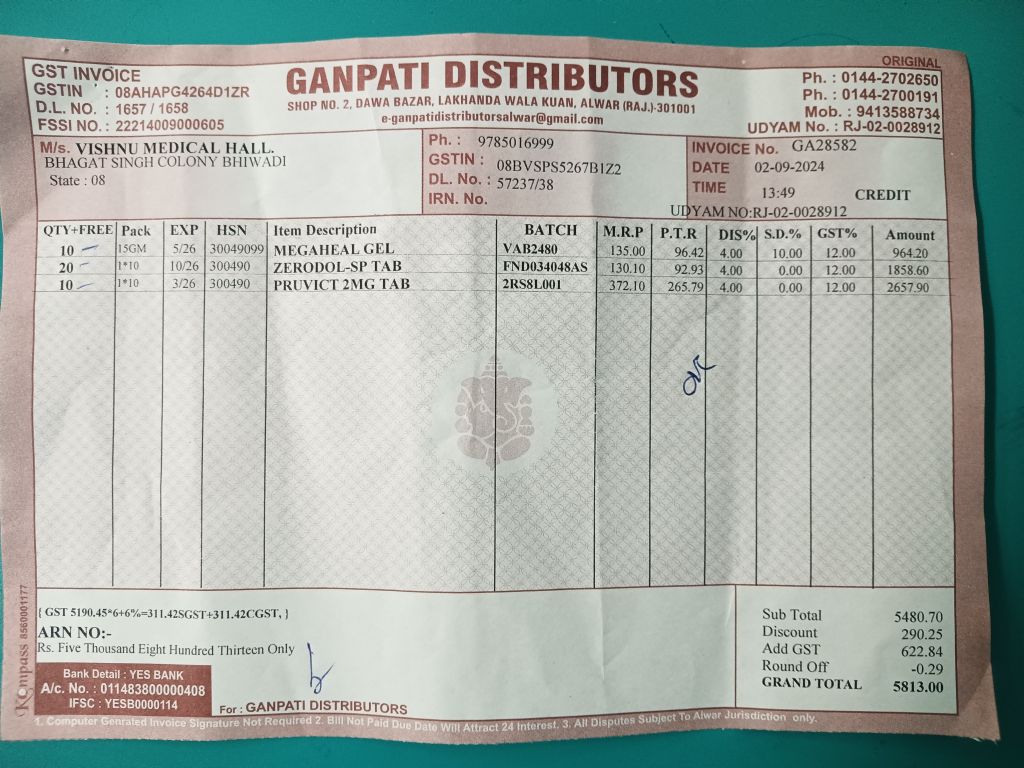 ORIGINAL
GST INVOICE
GSTIN : 08AHAPG4264D1ZR
D.L. NO. : 1657 / 1658
FSSI NO. : 22214009000605
GANPATI DISTRIBUTORS
SHOP NO. 2, DAWA BAZAR, LAKHANDA WALA KUAN, ALWAR (RAJ.)-301001
e-ganpatidistributorsalwar@gmail.com
Ph. : 0144-2702650
Ph. : 0144-2700191
Mob. : 9413588734
UDYAM No. : RJ-02-0028912
M/s. VISHNU MEDICAL HALL.
BHAGAT SINGH COLONY BHIWADI
State : 08
Ph. : 9785016999
GSTIN : 08BVSPS5267B1Z2
DL. No. : 57237/38
IRN. No.
INVOICE No. GA28582
DATE 02-09-2024
TIME 13:49 CREDIT
UDYAM NO:RJ-02-0028912
QTY+FREE Pack EXP HSN Item Description BATCH M.R.P P.T.R DIS% S.D.% GST% Amount
10 15GM 5/26 30049099 MEGAHEAL GEL VAB2480 135.00 96.42 4.00 10.00 12.00 964.20
20 1*10 10/26 300490 ZERODOL-SP TAB FND034048AS 130.10 92.93 4.00 0.00 12.00 1858.60
10 1*10 3/26 300490 PRUVICT 2MG TAB 2RS8L001 372.10 265.79 4.00 0.00 12.00 2657.90
{ GST 5190.45*6+6%=311.42SGST+311.42CGST, }
ARN NO:-
Rs. Five Thousand Eight Hundred Thirteen Only
Bank Detail : YES BANK
A/c. No. : 011483800000408
IFSC : YESB0000114
For : GANPATI DISTRIBUTORS
Sub Total 5480.70
Discount 290.25
Add GST 622.84
Round Off -0.29
GRAND TOTAL 5813.00
1. Computer Genrated Invoice Signature Not Required 2. Bill Not Paid Due Date Will Attract 24 Interest. 3. All Disputes Subject To Alwar Jurisdiction only.
Kompass 8560001177